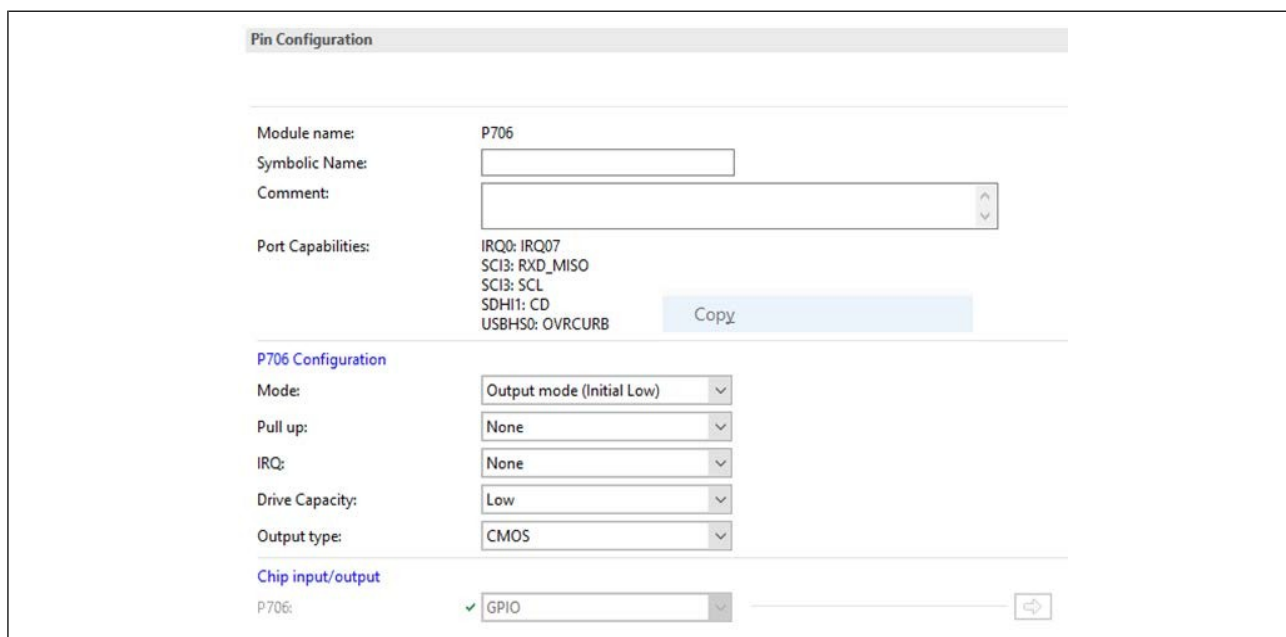 Pin Configuration
Module name: P706
Symbolic Name:
Comment:
Port Capabilities: IRQ0: IRQ07
SCI3: RXD_MISO
SCI3: SCL
SDHI1: CD
USBHS0: OVRCURB
Copy
P706 Configuration
Mode: Output mode (Initial Low)
Pull up: None
IRQ: None
Drive Capacity: Low
Output type: CMOS
Chip input/output
P706: GPIO